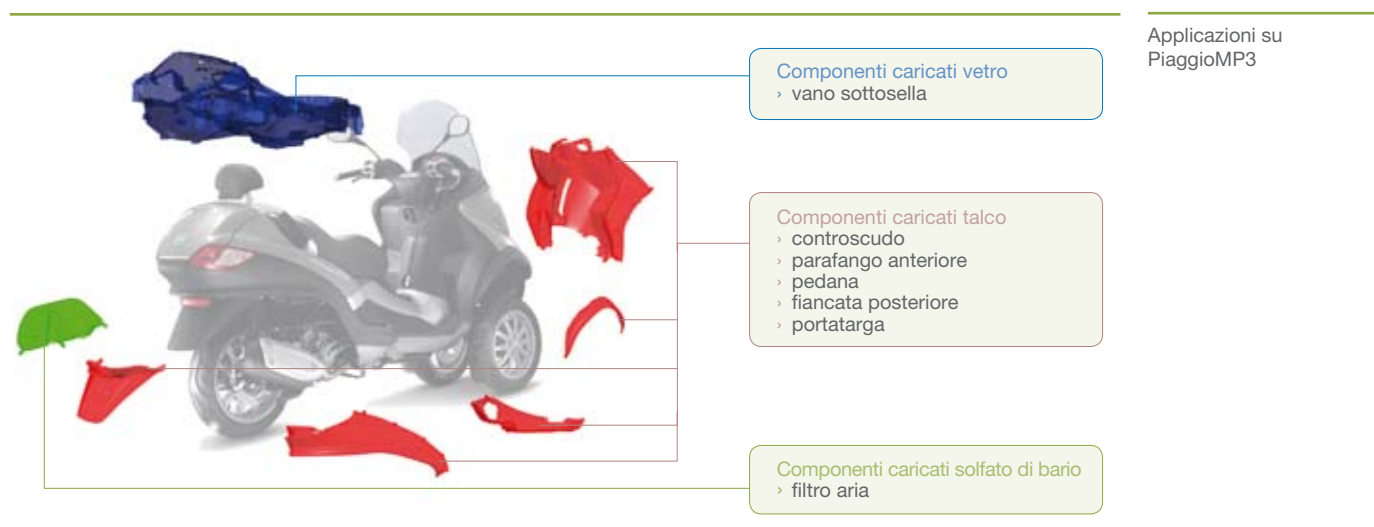 Applicazioni su
PiaggioMP3
Componenti caricati vetro
› vano sottosella
Componenti caricati talco
› controscudo
› parafango anteriore
› pedana
› fiancata posteriore
› portatarga
Componenti caricati solfato di bario
› filtro aria